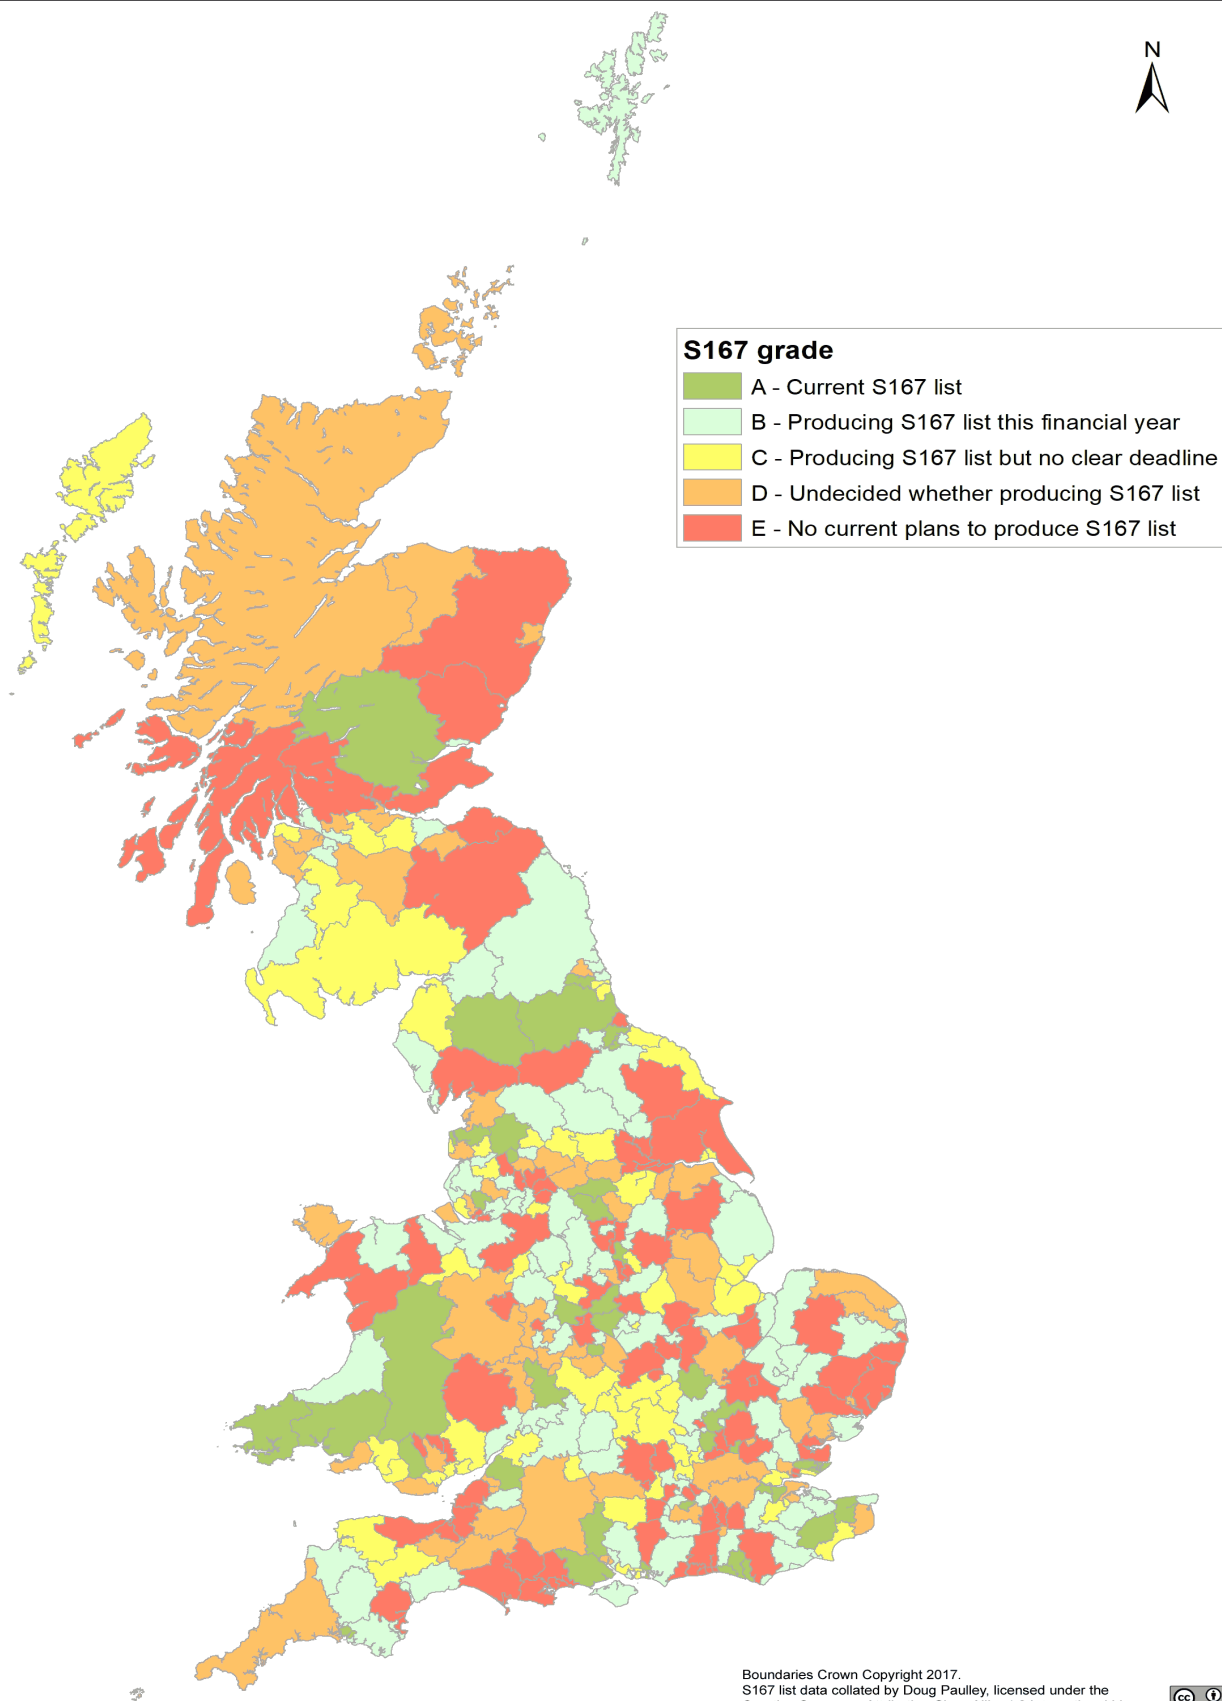 N
S167 grade
A - Current S167 list
B - Producing S167 list this financial year
C - Producing S167 list but no clear deadline
D - Undecided whether producing S167 list
E - No current plans to produce S167 list
Boundaries Crown Copyright 2017.
S167 list data collated by Doug Paulley, licensed under the
cc